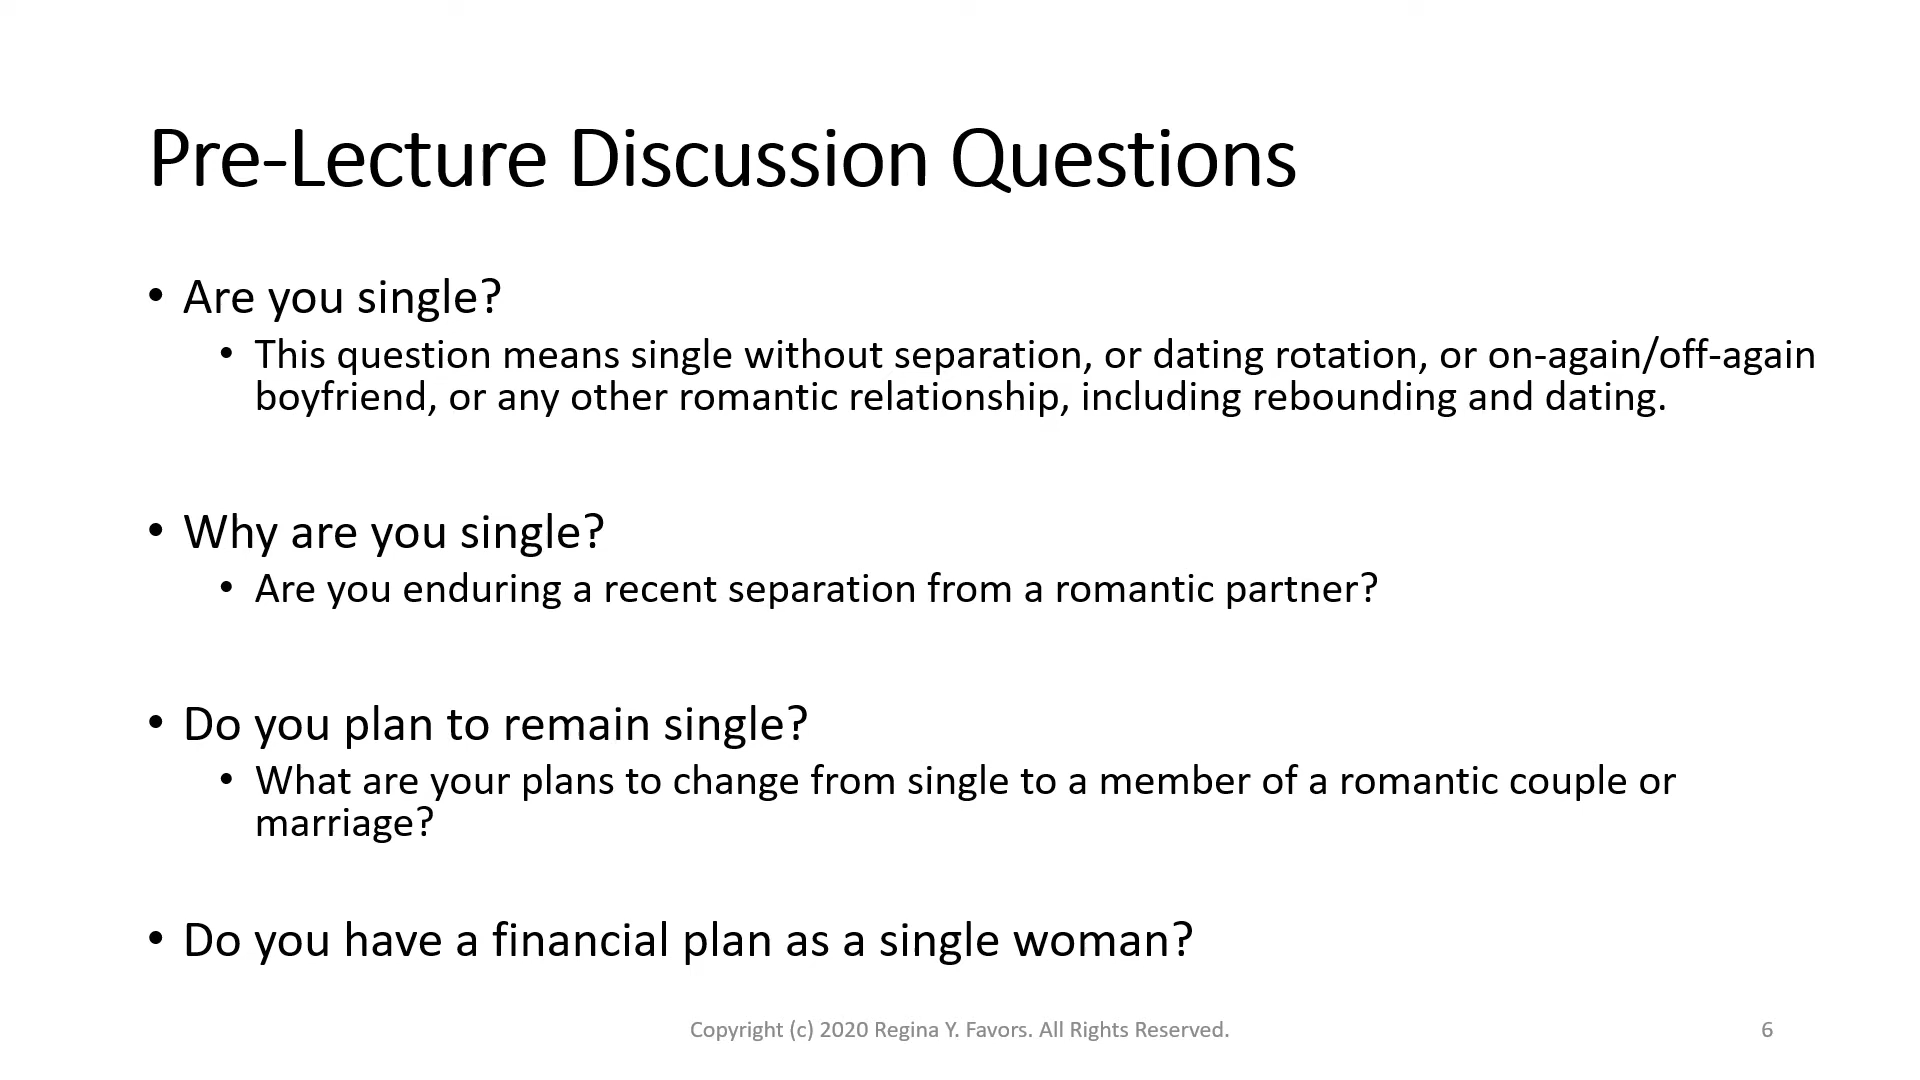 Pre-Lecture Discussion Questions
• Are you single?
• This question means single without separation, or dating rotation, or on-again/off-again
boyfriend, or any other romantic relationship, including rebounding and dating.
• Why are you single?
• Are you enduring a recent separation from a romantic partner?
• Do you plan to remain single?
• What are your plans to change from single to a member of a romantic couple or
marriage?
• Do you have a financial plan as a single woman?
Copyright (c) 2020 Regina Y. Favors. All Rights Reserved.
6